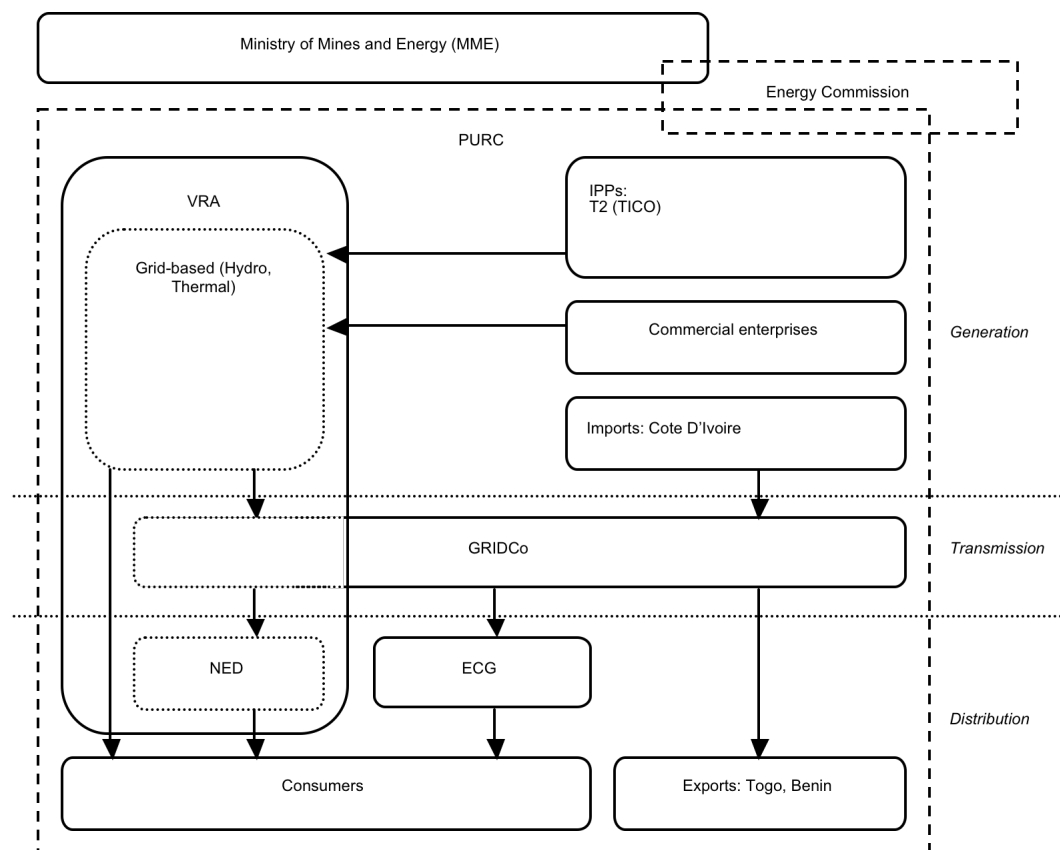 Ministry of Mines and Energy (MME)
Energy Commission
PURC
VRA
IPPs:
T2 (TICO)
Grid-based (Hydro,
Thermal)
Commercial enterprises
Generation
Imports: Cote D’Ivoire
GRIDCo
Transmission
NED
ECG
Distribution
Consumers
Exports: Togo, Benin